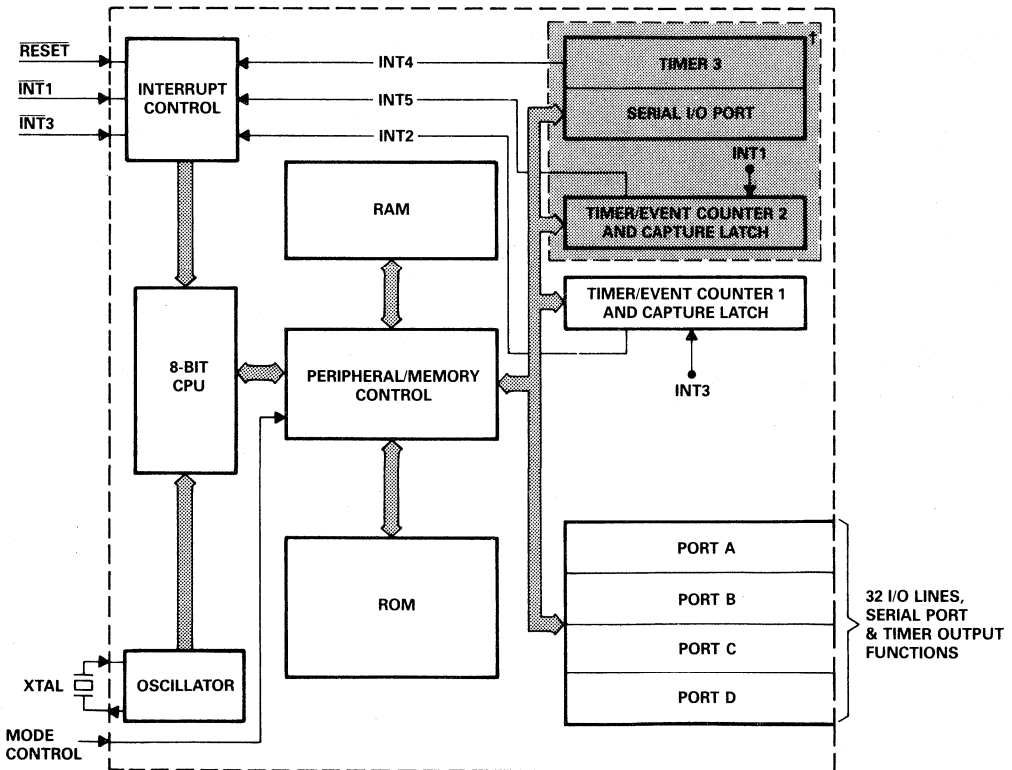 RESET
INT1
INT3
INTERRUPT
CONTROL
INT4
INT5
INT2
†
TIMER 3
SERIAL I/O PORT
INT1
TIMER/EVENT COUNTER 2
AND CAPTURE LATCH
RAM
TIMER/EVENT COUNTER 1
AND CAPTURE LATCH
INT3
8-BIT
CPU
PERIPHERAL/MEMORY
CONTROL
ROM
PORT A
PORT B
PORT C
PORT D
32 I/O LINES,
SERIAL PORT
& TIMER OUTPUT
FUNCTIONS
XTAL
OSCILLATOR
MODE
CONTROL